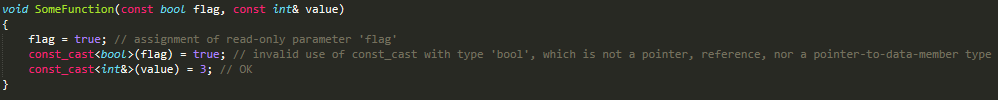 void SomeFunction(const bool flag, const int& value)
{
    flag = true; // assignment of read-only parameter 'flag'
    const_cast<bool>(flag) = true; // invalid use of const_cast with type 'bool', which is not a pointer, reference, nor a pointer-to-data-member type
    const_cast<int&>(value) = 3; // OK
}